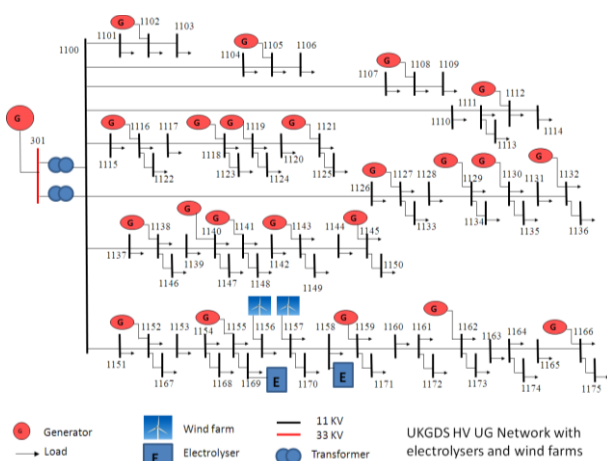 1100
1101
G
1102
1103
G
1104
1105
1106
G
1107
1108
1109
G
1110
1111
1112
1113
1114
G
301
G
1115
1116
1117
1122
G
G
1118
1119
1123
1124
G
1120
1121
1125
G
1126
1127
1128
1133
G
G
1129
1130
1131
1134
1135
G
1132
1136
G
1137
1138
1146
G
1139
1140
1141
1147
1148
G
1142
1143
1149
G
1144
1145
1150
G
1151
1152
1153
1167
G
1154
1155
1156
1168
1169
E
1157
1158
1170
E
G
1159
1160
1171
G
1161
1162
1163
1172
1173
1164
1165
1174
G
1166
1175
G
Generator
Load
Wind farm
E
Electrolyser
11 KV
33 KV
Transformer
UKGDS HV UG Network with
electrolysers and wind farms